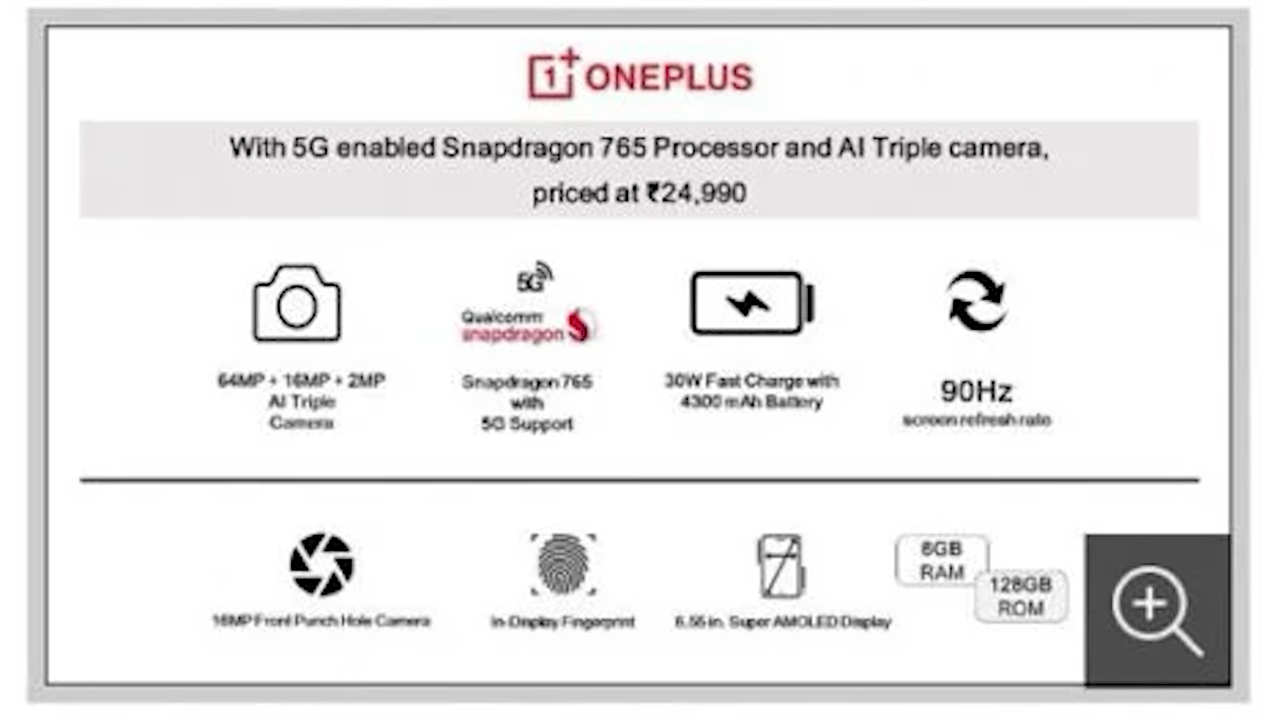 1+ ONEPLUS
With 5G enabled Snapdragon 765 Processor and AI Triple camera,
priced at ₹24,990
64MP + 16MP + 2MP
AI Triple
Camera
5G
Qualcomm
snapdragon
Snapdragon 765
with
5G Support
30W Fast Charge with
4300 mAh Battery
90Hz
screen refresh rate
16MP Front Punch Hole Camera
In-Display Fingerprint
6.55 in. Super AMOLED Display
RAM
128GB
ROM